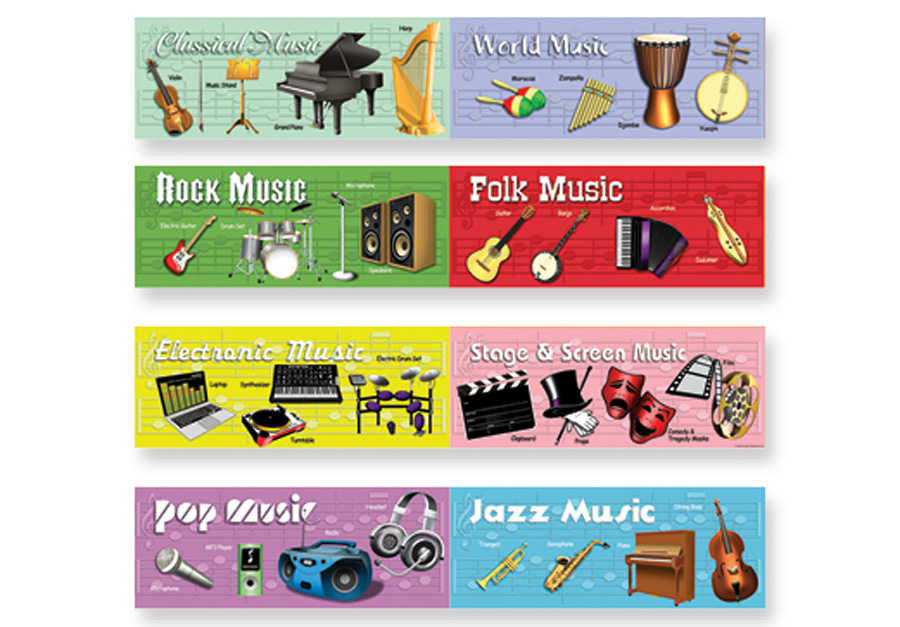 Classical Music
Harp
Violin
Music Stand
Grand Piano
World Music
Maracas
Zampoña
Djembe
Yueqin
Rock Music
Microphone
Electric Guitar
Drum Set
Speakers
Folk Music
Guitar
Banjo
Accordion
Dulcimer
Electronic Music
Electric Drum Set
Laptop
Synthesizer
Turntable
Stage & Screen Music
Film
Clapboard
Props
Comedy &
Tragedy Masks
Pop Music
Headset
Radio
MP3 Player
Microphone
Jazz Music
String Bass
Trumpet
Saxophone
Piano